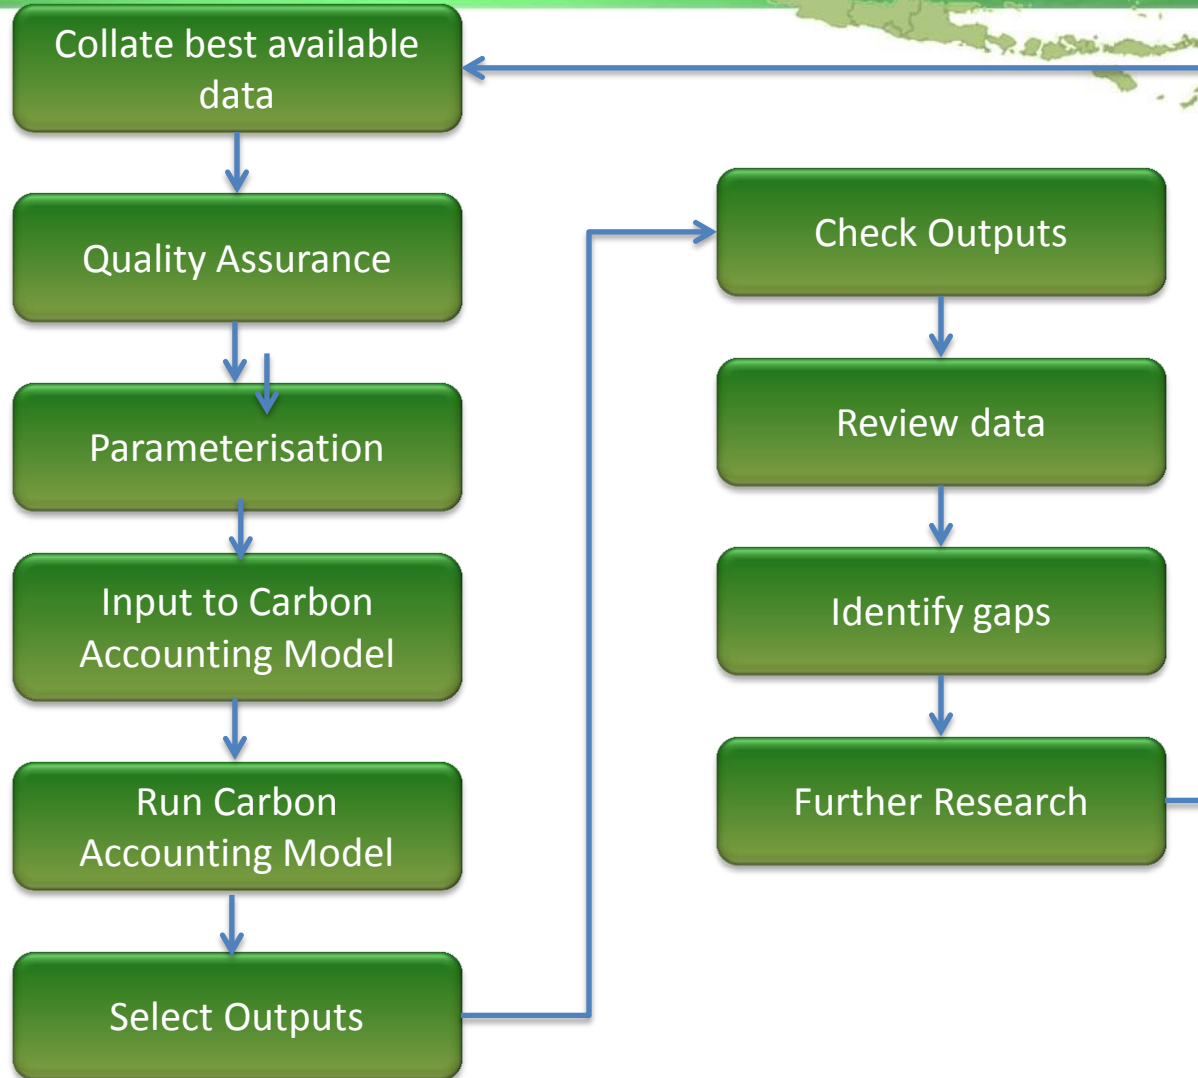 Collate best available
data
Quality Assurance
Parameterisation
Input to Carbon
Accounting Model
Run Carbon
Accounting Model
Select Outputs
Check Outputs
Review data
Identify gaps
Further Research